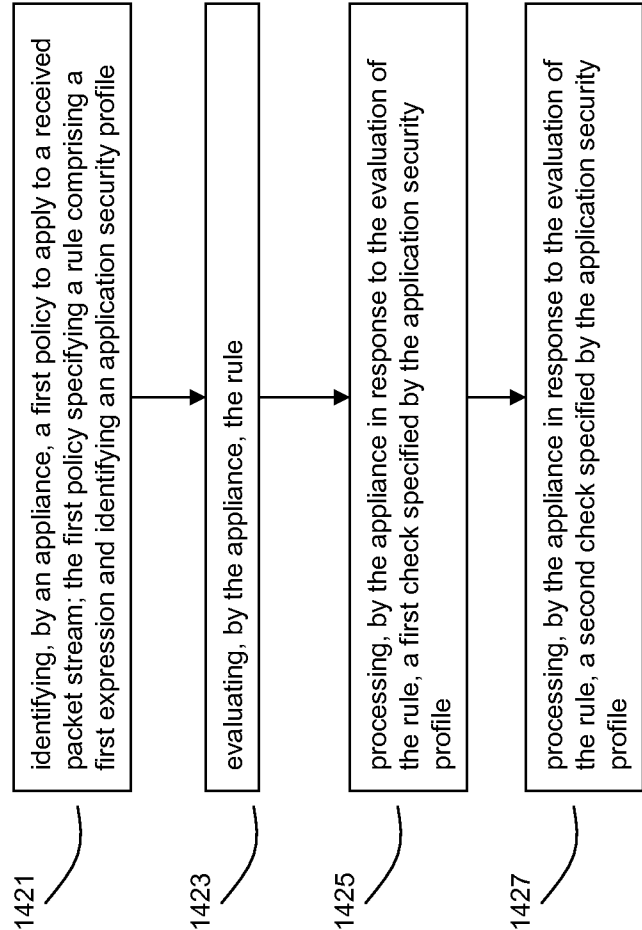 1421
identifying, by an appliance, a first policy to apply to a received
packet stream; the first policy specifying a rule comprising a
first expression and identifying an application security profile
1423
evaluating, by the appliance, the rule
1425
processing, by the appliance in response to the evaluation of
the rule, a first check specified by the application security
profile
1427
processing, by the appliance in response to the evaluation of
the rule, a second check specified by the application security
profile